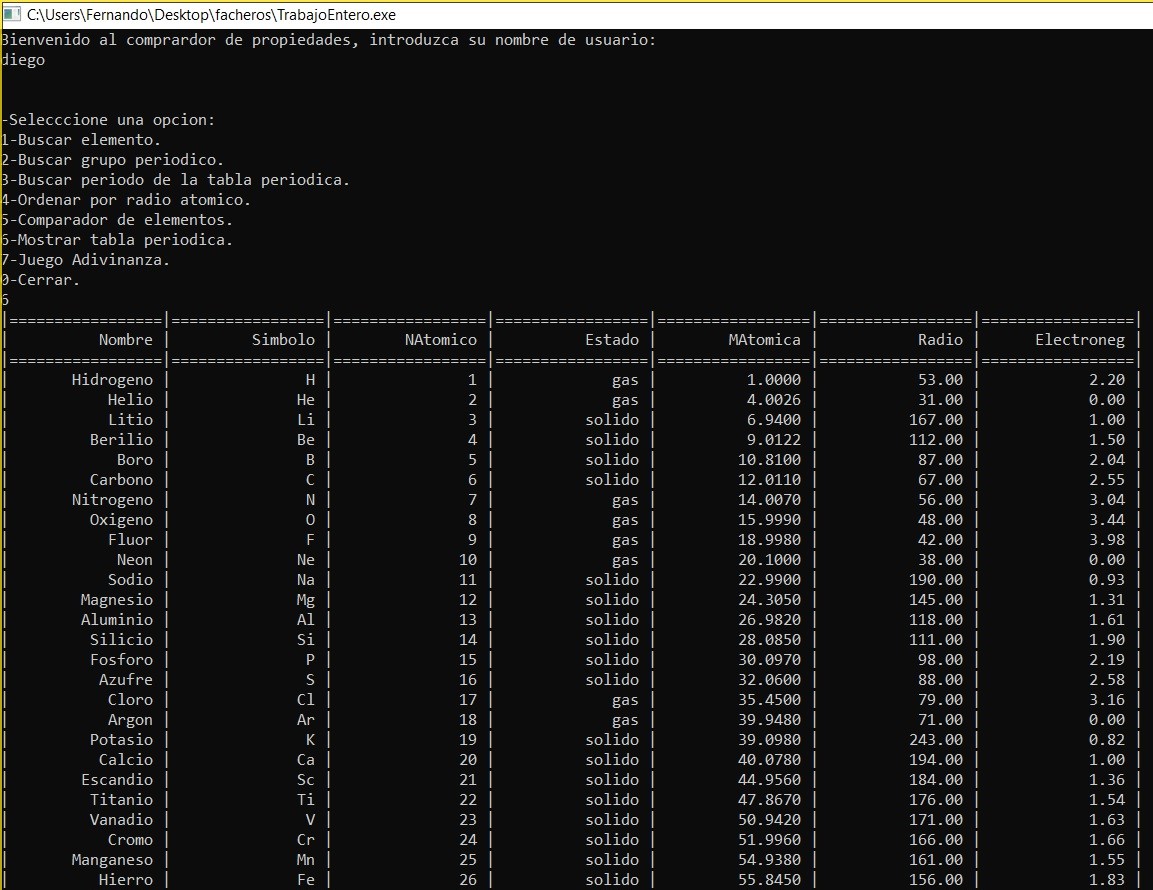 C:\Users\Fernando\Desktop\facheros\TrabajoEntero.exe
Bienvenido al comprardor de propiedades, introduzca su nombre de usuario:
diego
-Selecccione una opcion:
1-Buscar elemento.
2-Buscar grupo periodico.
3-Buscar periodo de la tabla periodica.
4-Ordenar por radio atomico.
5-Comparador de elementos.
6-Mostrar tabla periodica.
7-Juego Adivinanza.
0-Cerrar.
6
|=================|=================|=================|=================|=================|=================|=================|
| Nombre | Simbolo | NAtomico | Estado | MAtomica | Radio | Electroneg |
|=================|=================|=================|=================|=================|=================|=================|
| Hidrogeno | H | 1 | gas | 1.0000 | 53.00 | 2.20 |
| Helio | He | 2 | gas | 4.0026 | 31.00 | 0.00 |
| Litio | Li | 3 | solido | 6.9400 | 167.00 | 1.00 |
| Berilio | Be | 4 | solido | 9.0122 | 112.00 | 1.50 |
| Boro | B | 5 | solido | 10.8100 | 87.00 | 2.04 |
| Carbono | C | 6 | solido | 12.0110 | 67.00 | 2.55 |
| Nitrogeno | N | 7 | gas | 14.0070 | 56.00 | 3.04 |
| Oxigeno | O | 8 | gas | 15.9990 | 48.00 | 3.44 |
| Fluor | F | 9 | gas | 18.9980 | 42.00 | 3.98 |
| Neon | Ne | 10 | gas | 20.1000 | 38.00 | 0.00 |
| Sodio | Na | 11 | solido | 22.9900 | 190.00 | 0.93 |
| Magnesio | Mg | 12 | solido | 24.3050 | 145.00 | 1.31 |
| Aluminio | Al | 13 | solido | 26.9820 | 118.00 | 1.61 |
| Silicio | Si | 14 | solido | 28.0850 | 111.00 | 1.90 |
| Fosforo | P | 15 | solido | 30.0970 | 98.00 | 2.19 |
| Azufre | S | 16 | solido | 32.0600 | 88.00 | 2.58 |
| Cloro | Cl | 17 | gas | 35.4500 | 79.00 | 3.16 |
| Argon | Ar | 18 | gas | 39.9480 | 71.00 | 0.00 |
| Potasio | K | 19 | solido | 39.0980 | 243.00 | 0.82 |
| Calcio | Ca | 20 | solido | 40.0780 | 194.00 | 1.00 |
| Escandio | Sc | 21 | solido | 44.9560 | 184.00 | 1.36 |
| Titanio | Ti | 22 | solido | 47.8670 | 176.00 | 1.54 |
| Vanadio | V | 23 | solido | 50.9420 | 171.00 | 1.63 |
| Cromo | Cr | 24 | solido | 51.9960 | 166.00 | 1.66 |
| Manganeso | Mn | 25 | solido | 54.9380 | 161.00 | 1.55 |
| Hierro | Fe | 26 | solido | 55.8450 | 156.00 | 1.83 |